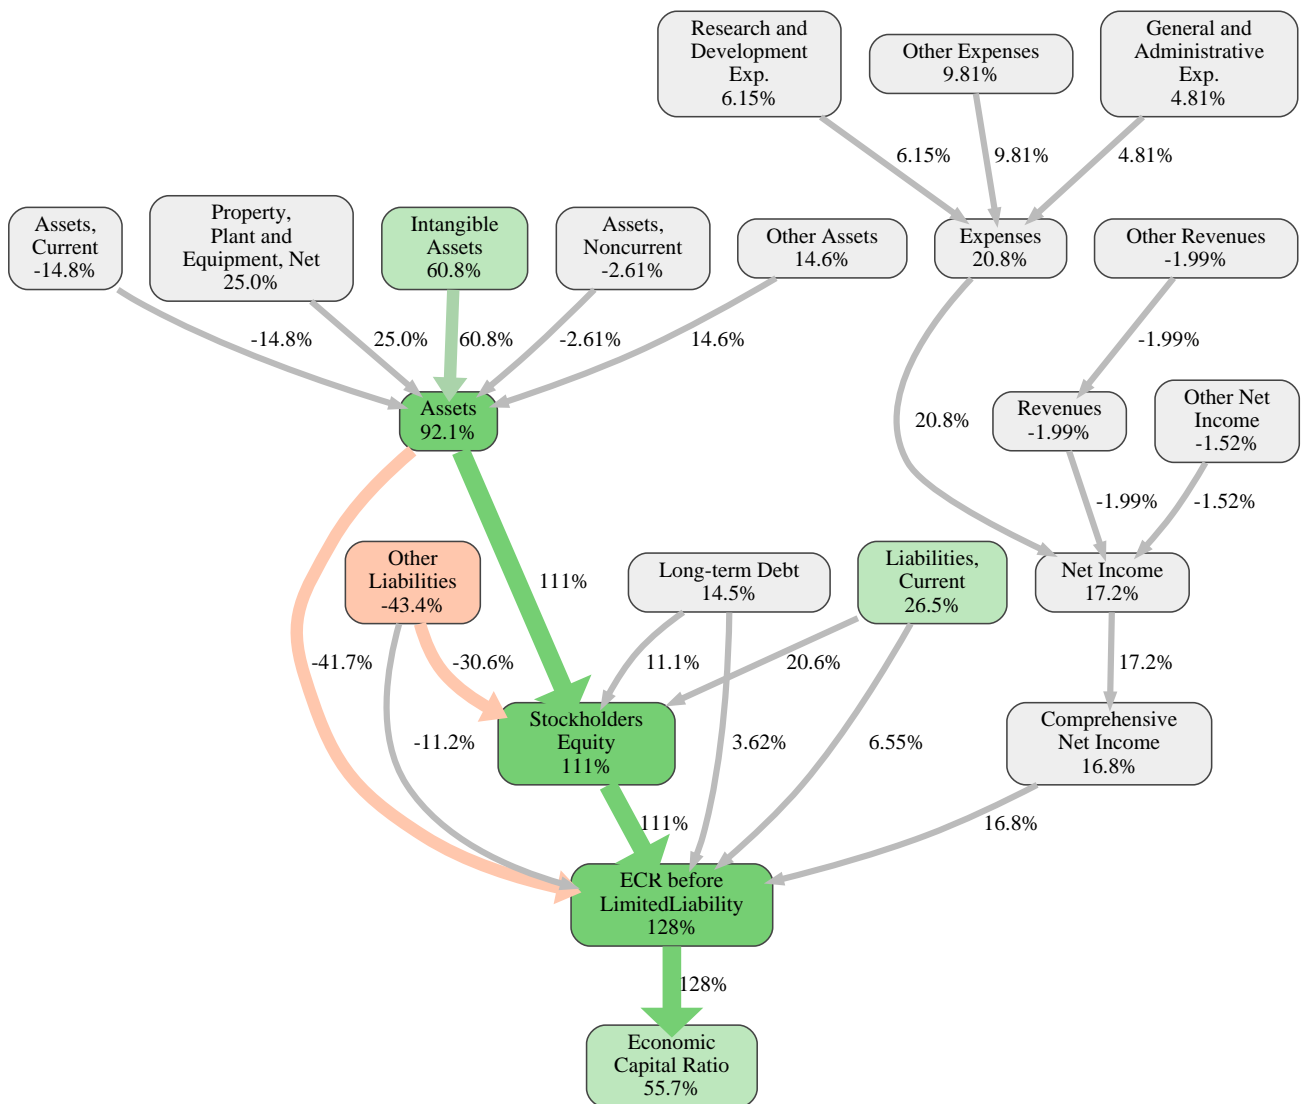 Research and
Development
Exp.
6.15%
Other Expenses
9.81%
General and
Administrative
Exp.
4.81%
6.15%
9.81%
4.81%
Assets,
Current
-14.8%
Property,
Plant and
Equipment, Net
25.0%
Intangible
Assets
60.8%
Assets,
Noncurrent
-2.61%
Other Assets
14.6%
Expenses
20.8%
Other Revenues
-1.99%
-14.8%
25.0%
60.8%
-2.61%
14.6%
-1.99%
Assets
92.1%
20.8%
Revenues
-1.99%
Other Net
Income
-1.52%
-1.99%
-1.52%
Other
Liabilities
-43.4%
111%
Long-term Debt
14.5%
Liabilities,
Current
26.5%
Net Income
17.2%
-41.7%
-30.6%
11.1%
20.6%
17.2%
Stockholders
Equity
111%
-11.2%
3.62%
6.55%
Comprehensive
Net Income
16.8%
111%
16.8%
ECR before
LimitedLiability
128%
128%
Economic
Capital Ratio
55.7%